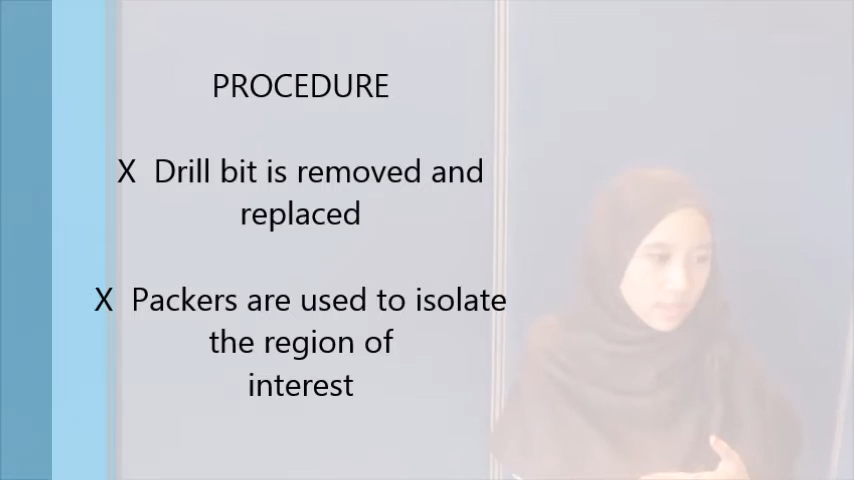 PROCEDURE
X Drill bit is removed and
replaced
X Packers are used to isolate
the region of
interest